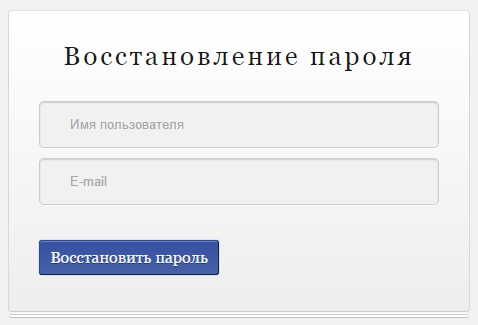 Восстановление пароля
Имя пользователя
E-mail
Восстановить пароль